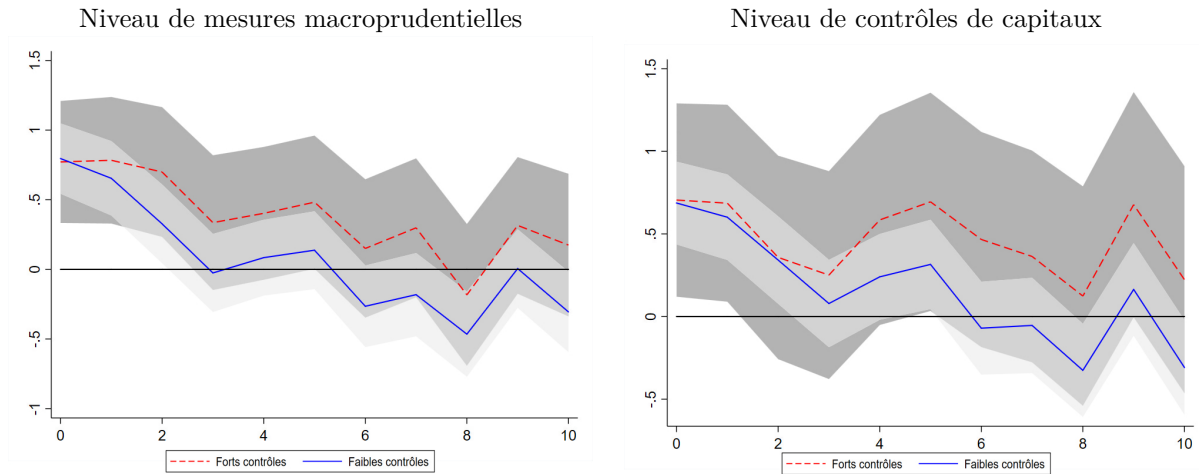 Niveau de mesures macroprudentielles
1.5
1
.5
0
-.5
-1
0 2 4 6 8 10
Forts contrôles Faibles contrôles
Niveau de contrôles de capitaux
1.5
1
.5
0
-.5
0 2 4 6 8 10
Forts contrôles Faibles contrôles